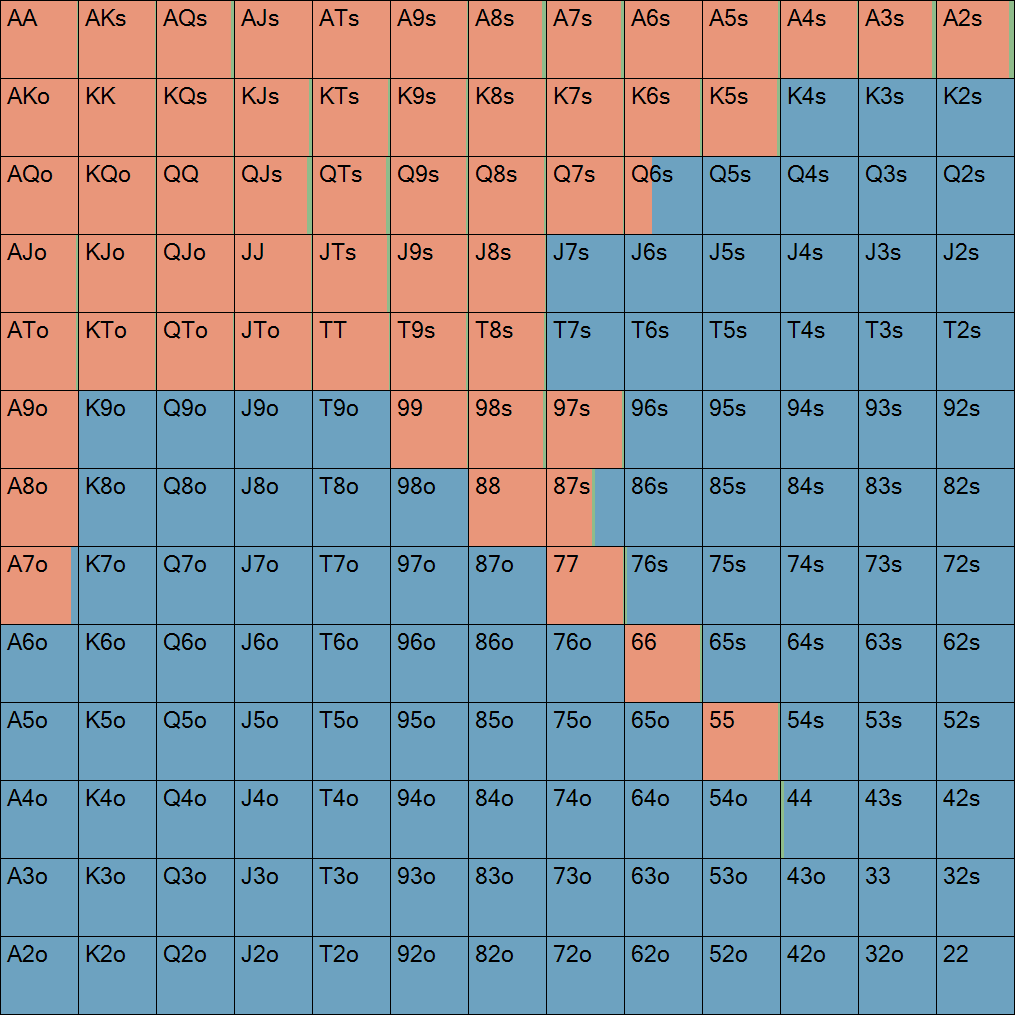 AA AKs AQs AJs ATs A9s A8s A7s A6s A5s A4s A3s A2s
AKo KK KQs KJs KTs K9s K8s K7s K6s K5s K4s K3s K2s
AQo KQo QQ QJs QTs Q9s Q8s Q7s Q6s Q5s Q4s Q3s Q2s
AJo KJo QJo JJ JTs J9s J8s J7s J6s J5s J4s J3s J2s
ATo KTo QTo JTo TT T9s T8s T7s T6s T5s T4s T3s T2s
A9o K9o Q9o J9o T9o 99 98s 97s 96s 95s 94s 93s 92s
A8o K8o Q8o J8o T8o 98o 88 87s 86s 85s 84s 83s 82s
A7o K7o Q7o J7o T7o 97o 87o 77 76s 75s 74s 73s 72s
A6o K6o Q6o J6o T6o 96o 86o 76o 66 65s 64s 63s 62s
A5o K5o Q5o J5o T5o 95o 85o 75o 65o 55 54s 53s 52s
A4o K4o Q4o J4o T4o 94o 84o 74o 64o 54o 44 43s 42s
A3o K3o Q3o J3o T3o 93o 83o 73o 63o 53o 43o 33 32s
A2o K2o Q2o J2o T2o 92o 82o 72o 62o 52o 42o 32o 22